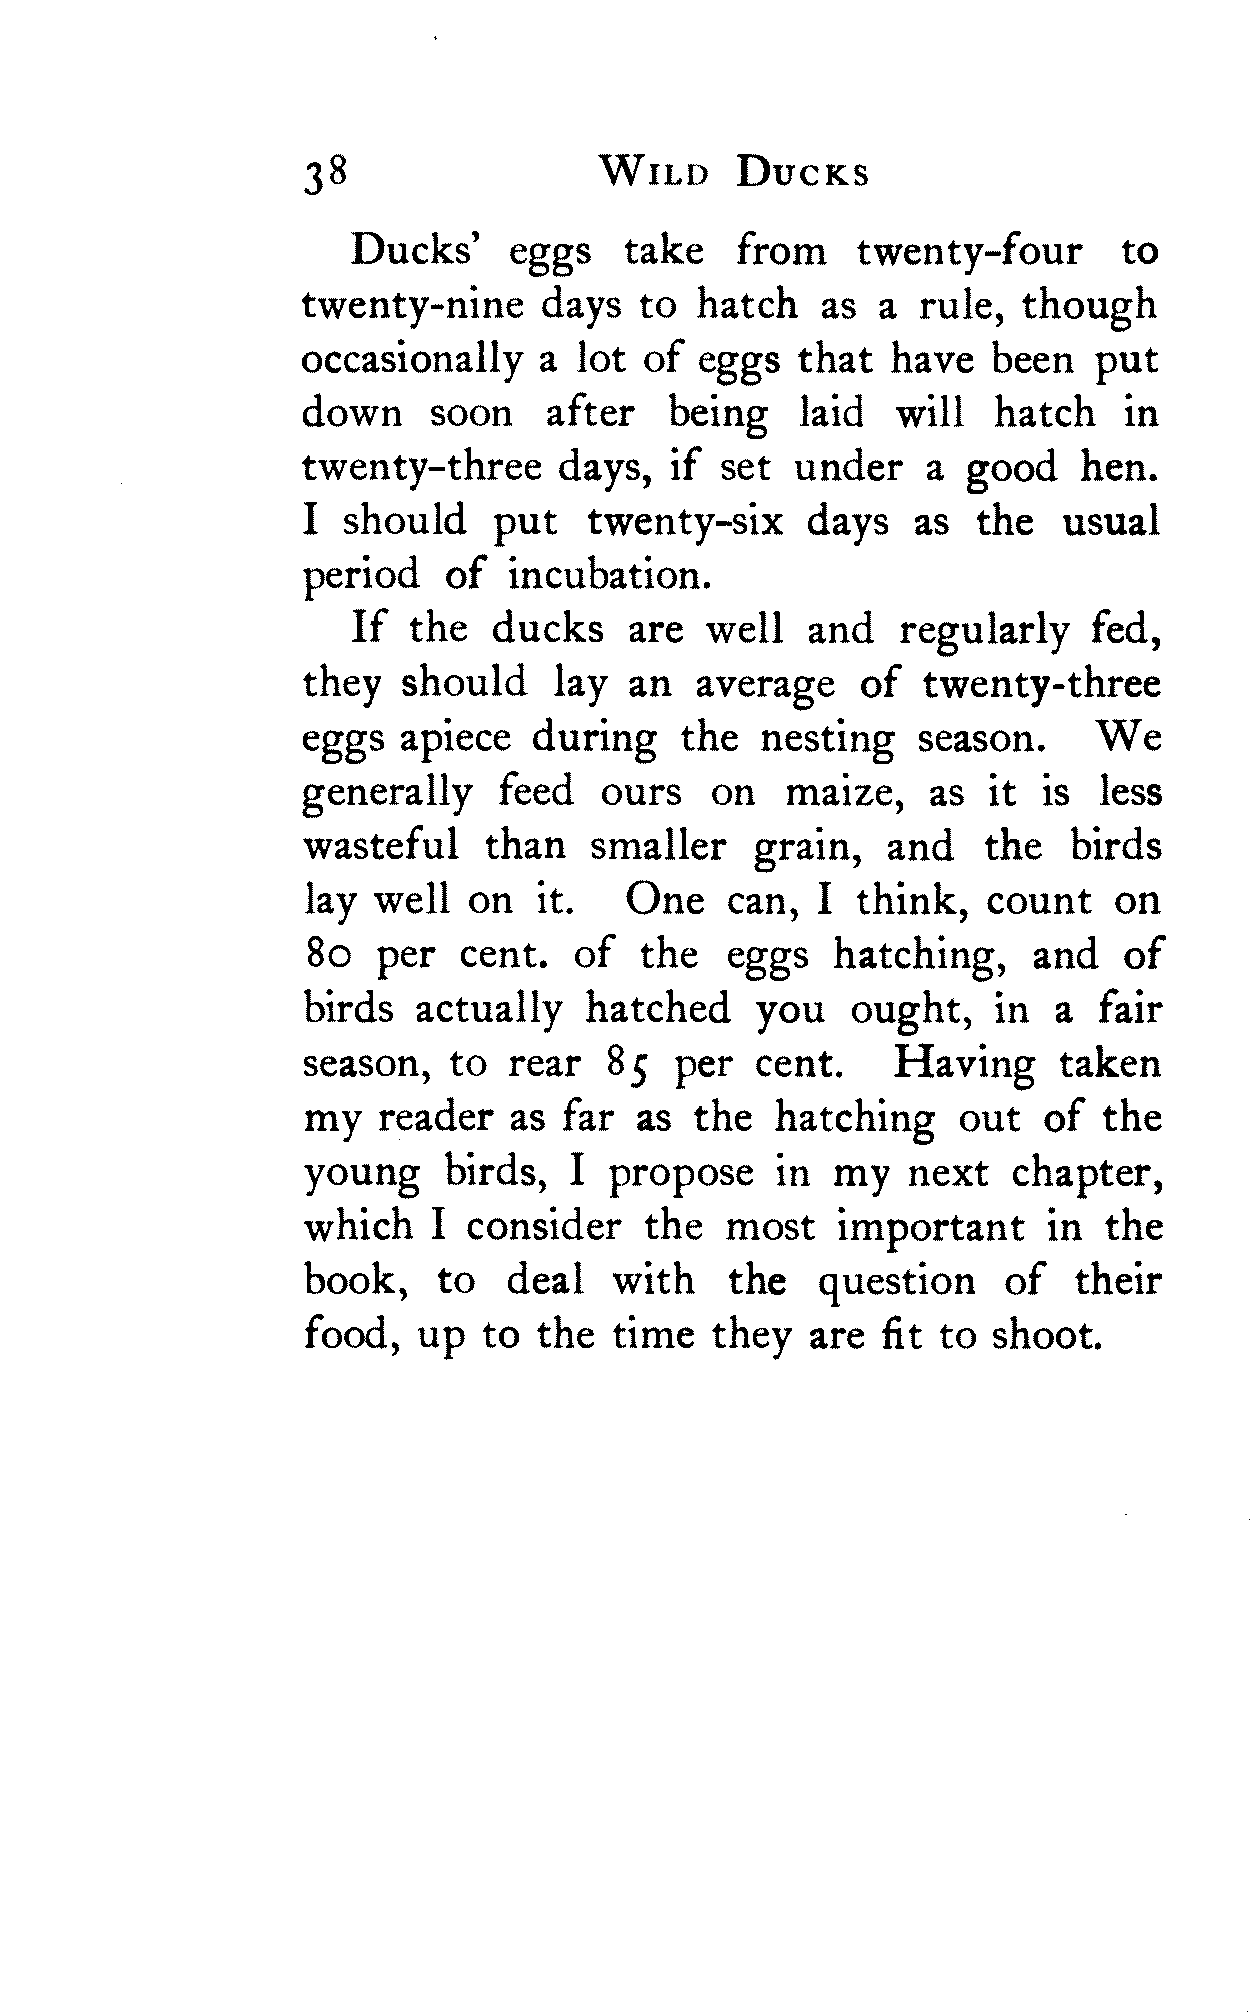 38 Wild Ducks
Ducks' eggs take from twenty-four to
twenty-nine days to hatch as a rule, though
occasionally a lot of eggs that have been put
down soon after being laid will hatch in
twenty-three days, if set under a good hen.
I should put twenty-six days as the usual
period of incubation.
If the ducks are well and regularly fed,
they should lay an average of twenty-three
eggs apiece during the nesting season. We
generally feed ours on maize, as it is less
wasteful than smaller grain, and the birds
lay well on it. One can, I think, count on
80 per cent. of the eggs hatching, and of
birds actually hatched you ought, in a fair
season, to rear 85 per cent. Having taken
my reader as far as the hatching out of the
young birds, I propose in my next chapter,
which I consider the most important in the
book, to deal with the question of their
food, up to the time they are fit to shoot.